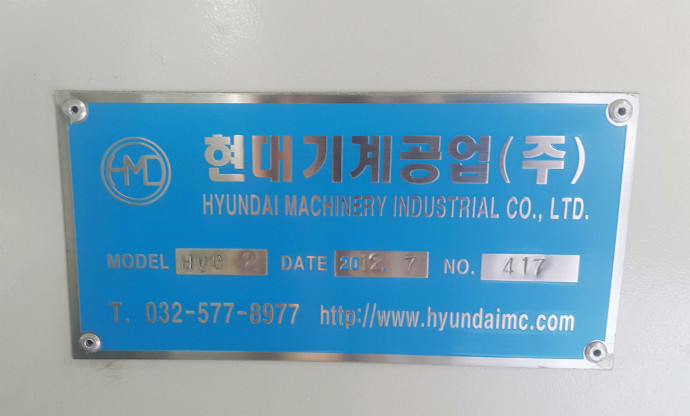 HMC
현대기계공업(주)
HYUNDAI MACHINERY INDUSTRIAL CO., LTD.
MODEL 2 DATE 2012. 7 NO. 417
T. 032-577-8977 http://www.hyundaimc.com